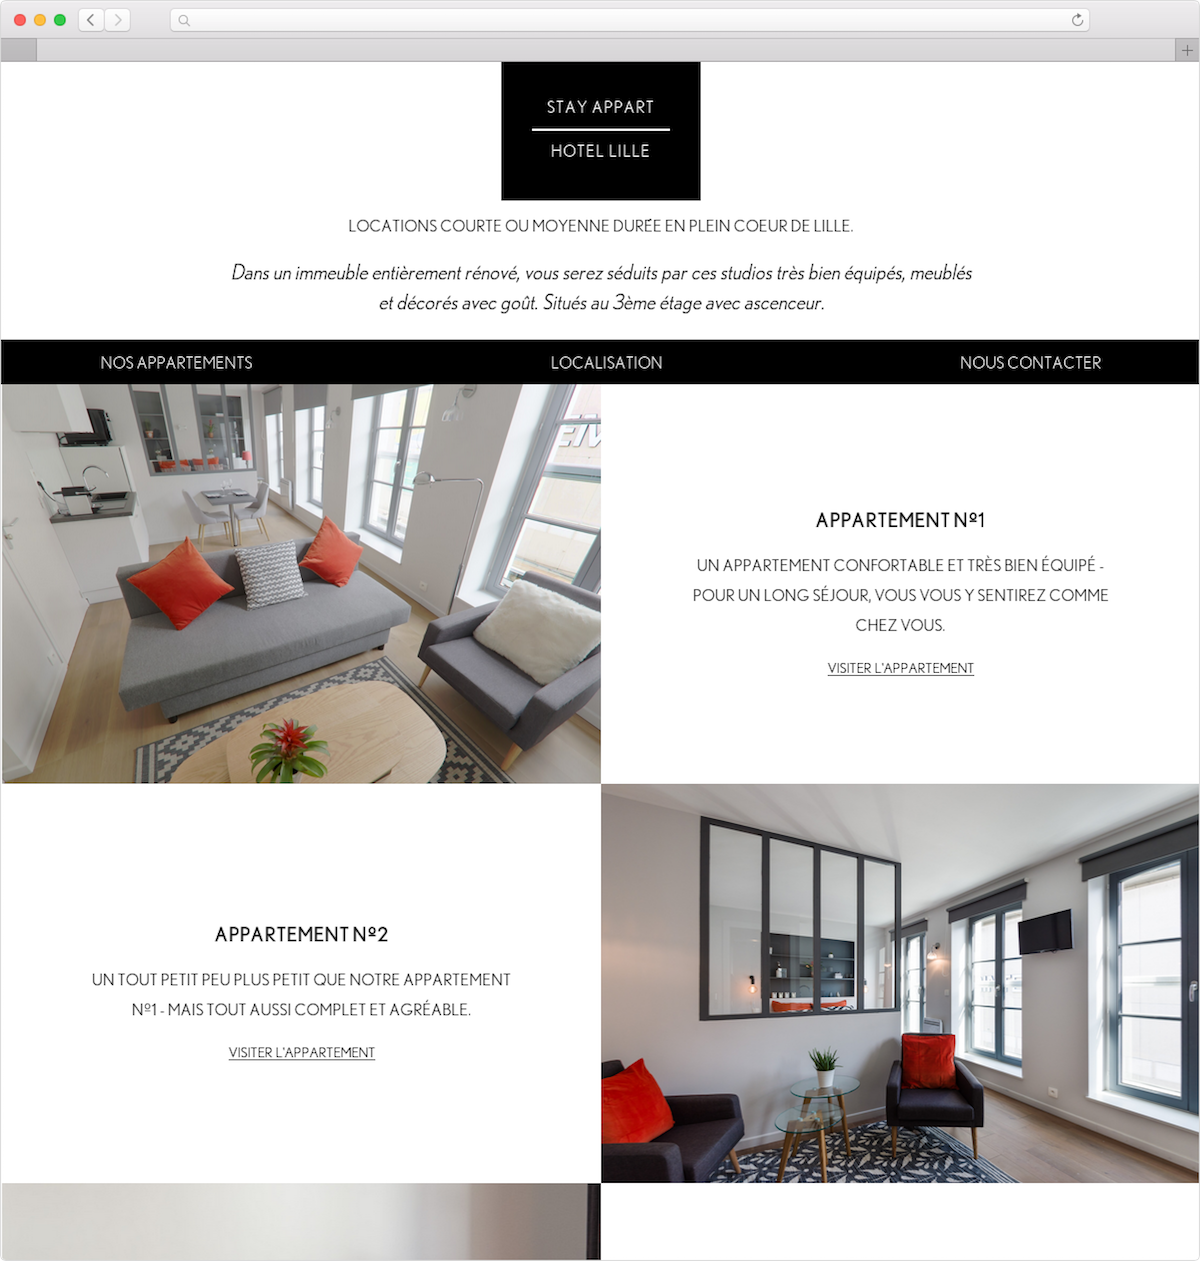 STAY APPART
HOTEL LILLE
LOCATIONS COURTE OU MOYENNE DURÉE EN PLEIN COEUR DE LILLE.
Dans un immeuble entièrement rénové, vous serez séduits par ces studios très bien équipés, meublés
et décorés avec goût. Situés au 3ème étage avec ascenceur.
NOS APPARTEMENTS
LOCALISATION
NOUS CONTACTER
APPARTEMENT Nº1
UN APPARTEMENT CONFORTABLE ET TRÈS BIEN ÉQUIPÉ -
POUR UN LONG SÉJOUR, VOUS VOUS Y SENTIREZ COMME
CHEZ VOUS.
VISITER L'APPARTEMENT
APPARTEMENT Nº2
UN TOUT PETIT PEU PLUS PETIT QUE NOTRE APPARTEMENT
Nº1 - MAIS TOUT AUSSI COMPLET ET AGRÉABLE.
VISITER L'APPARTEMENT